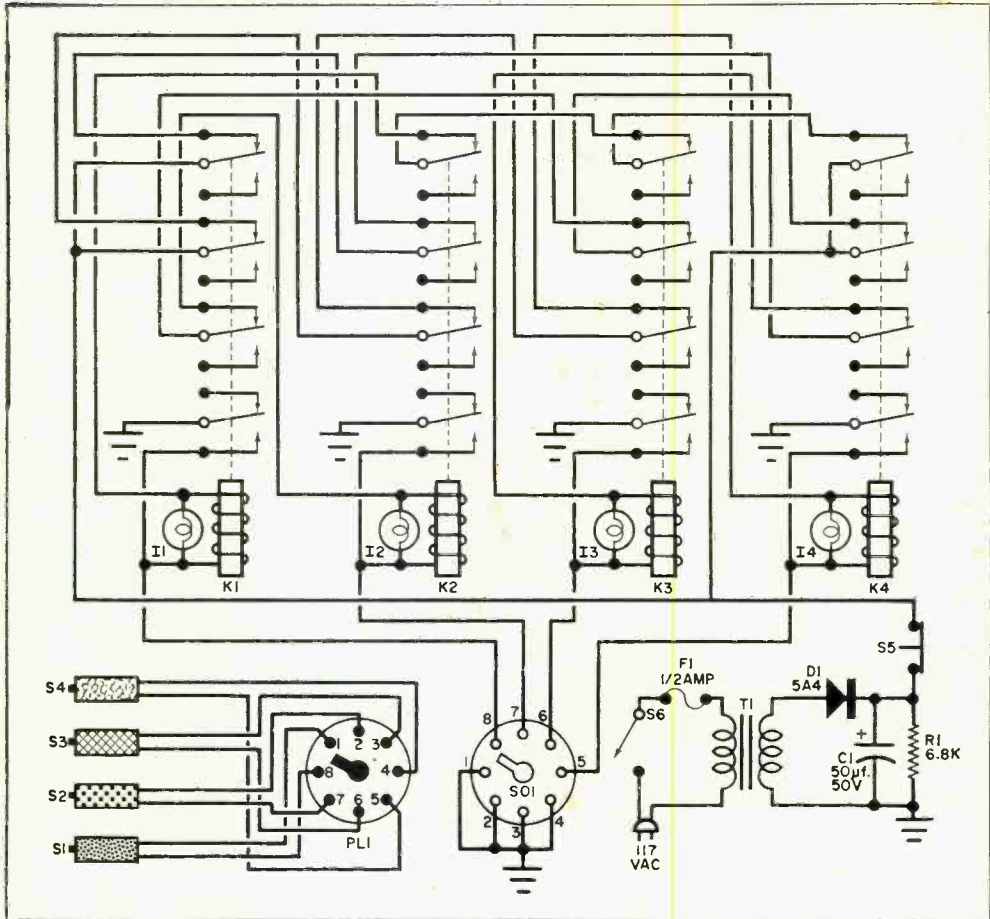 I1
K1
I2
K2
I3
K3
I4
K4
S5
S4
S3
S2
S1
1
2
3
4
5
6
7
8
PL1
8
7
6
1
5
2
3
4
SO1
F1
1/2AMP
S6
T1
117
VAC
D1
5A4
+
C1
50µf.
50V
R1
6.8K